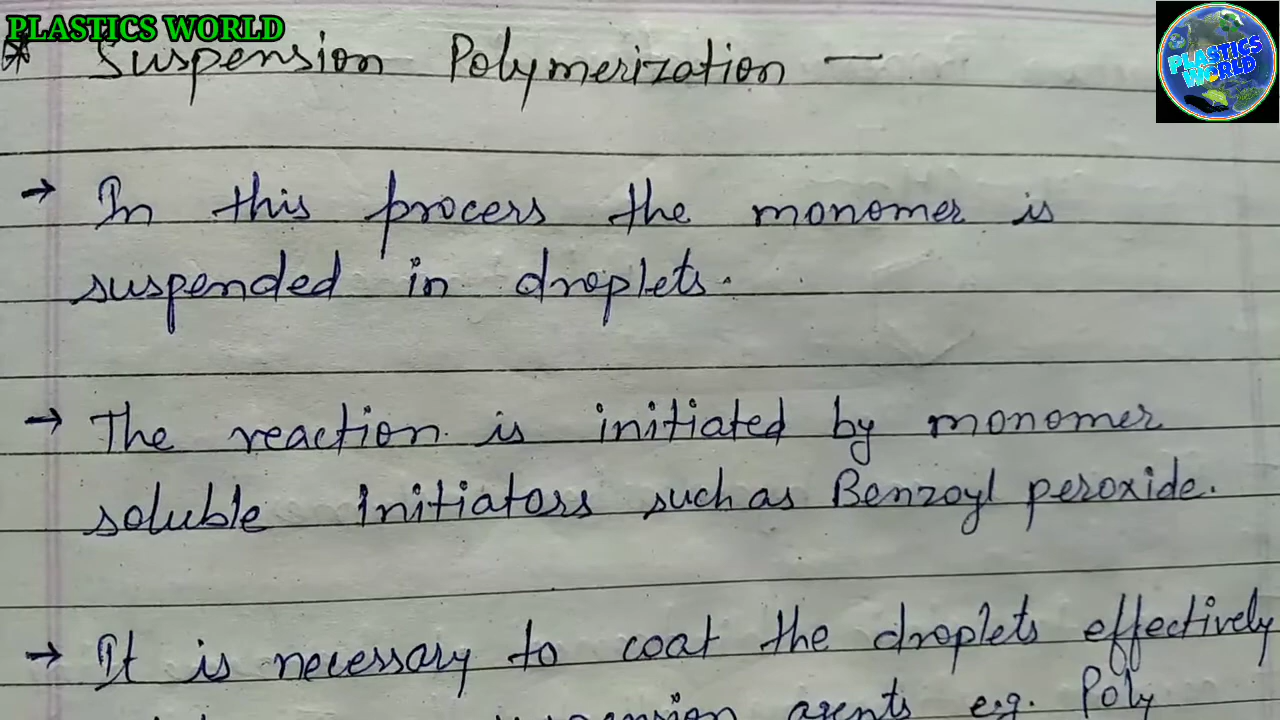 PLASTICS WORLD
PLASTICS
WORLD
* Suspension Polymerization —
→ In this process the monomer is
suspended in droplets.
→ The reaction is initiated by monomer
soluble Initiators such as Benzoyl peroxide.
→ It is necessary to coat the droplets effectively
agents e.g. Poly